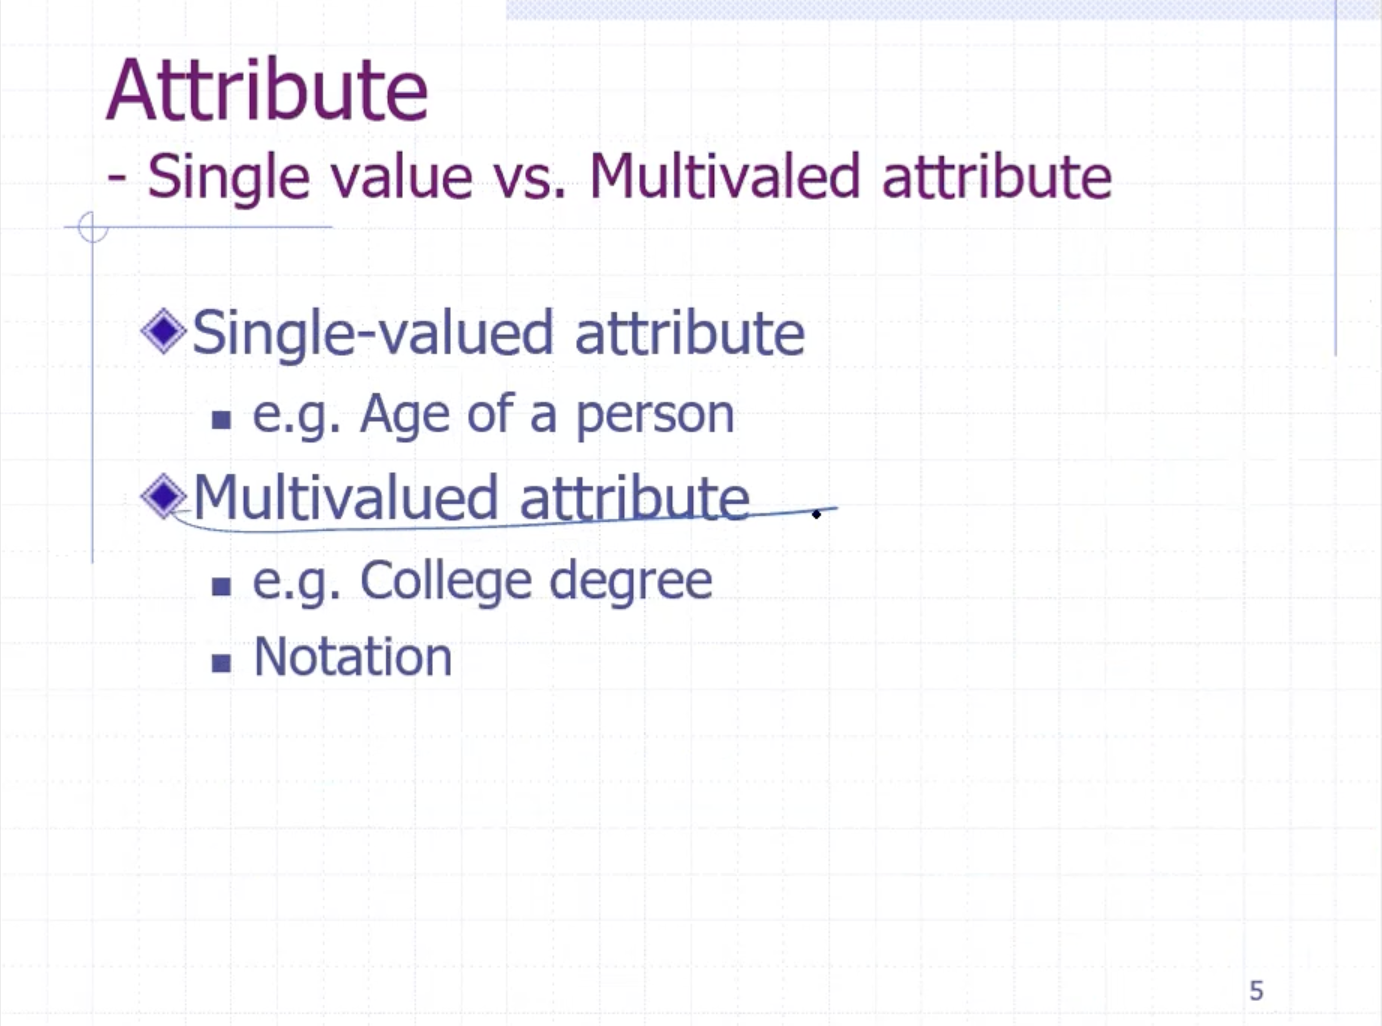 Attribute
- Single value vs. Multivaled attribute
Single-valued attribute
e.g. Age of a person
Multivalued attribute
e.g. College degree
Notation
5